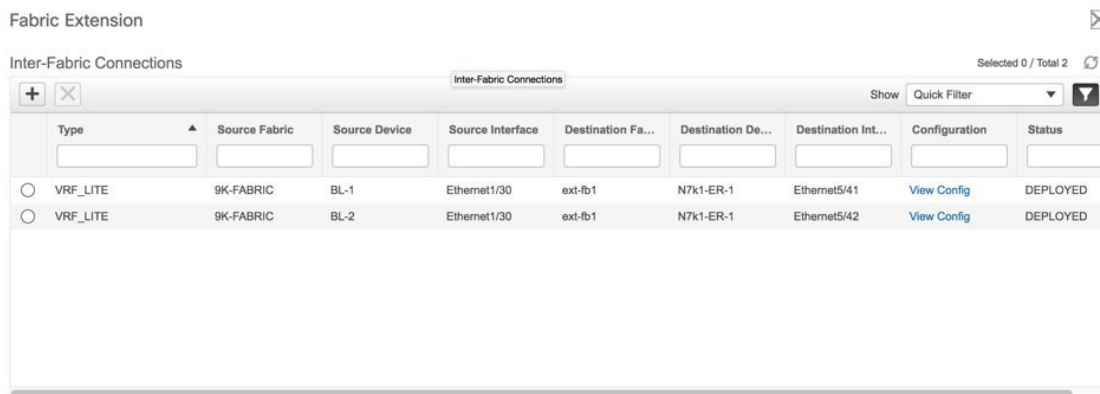 Fabric Extension
Inter-Fabric Connections
Selected 0 / Total 2
Inter-Fabric Connections
Show Quick Filter
Type Source Fabric Source Device Source Interface Destination Fa... Destination De... Destination Int... Configuration Status
VRF_LITE 9K-FABRIC BL-1 Ethernet1/30 ext-fb1 N7k1-ER-1 Ethernet5/41 View Config DEPLOYED
VRF_LITE 9K-FABRIC BL-2 Ethernet1/30 ext-fb1 N7k1-ER-1 Ethernet5/42 View Config DEPLOYED